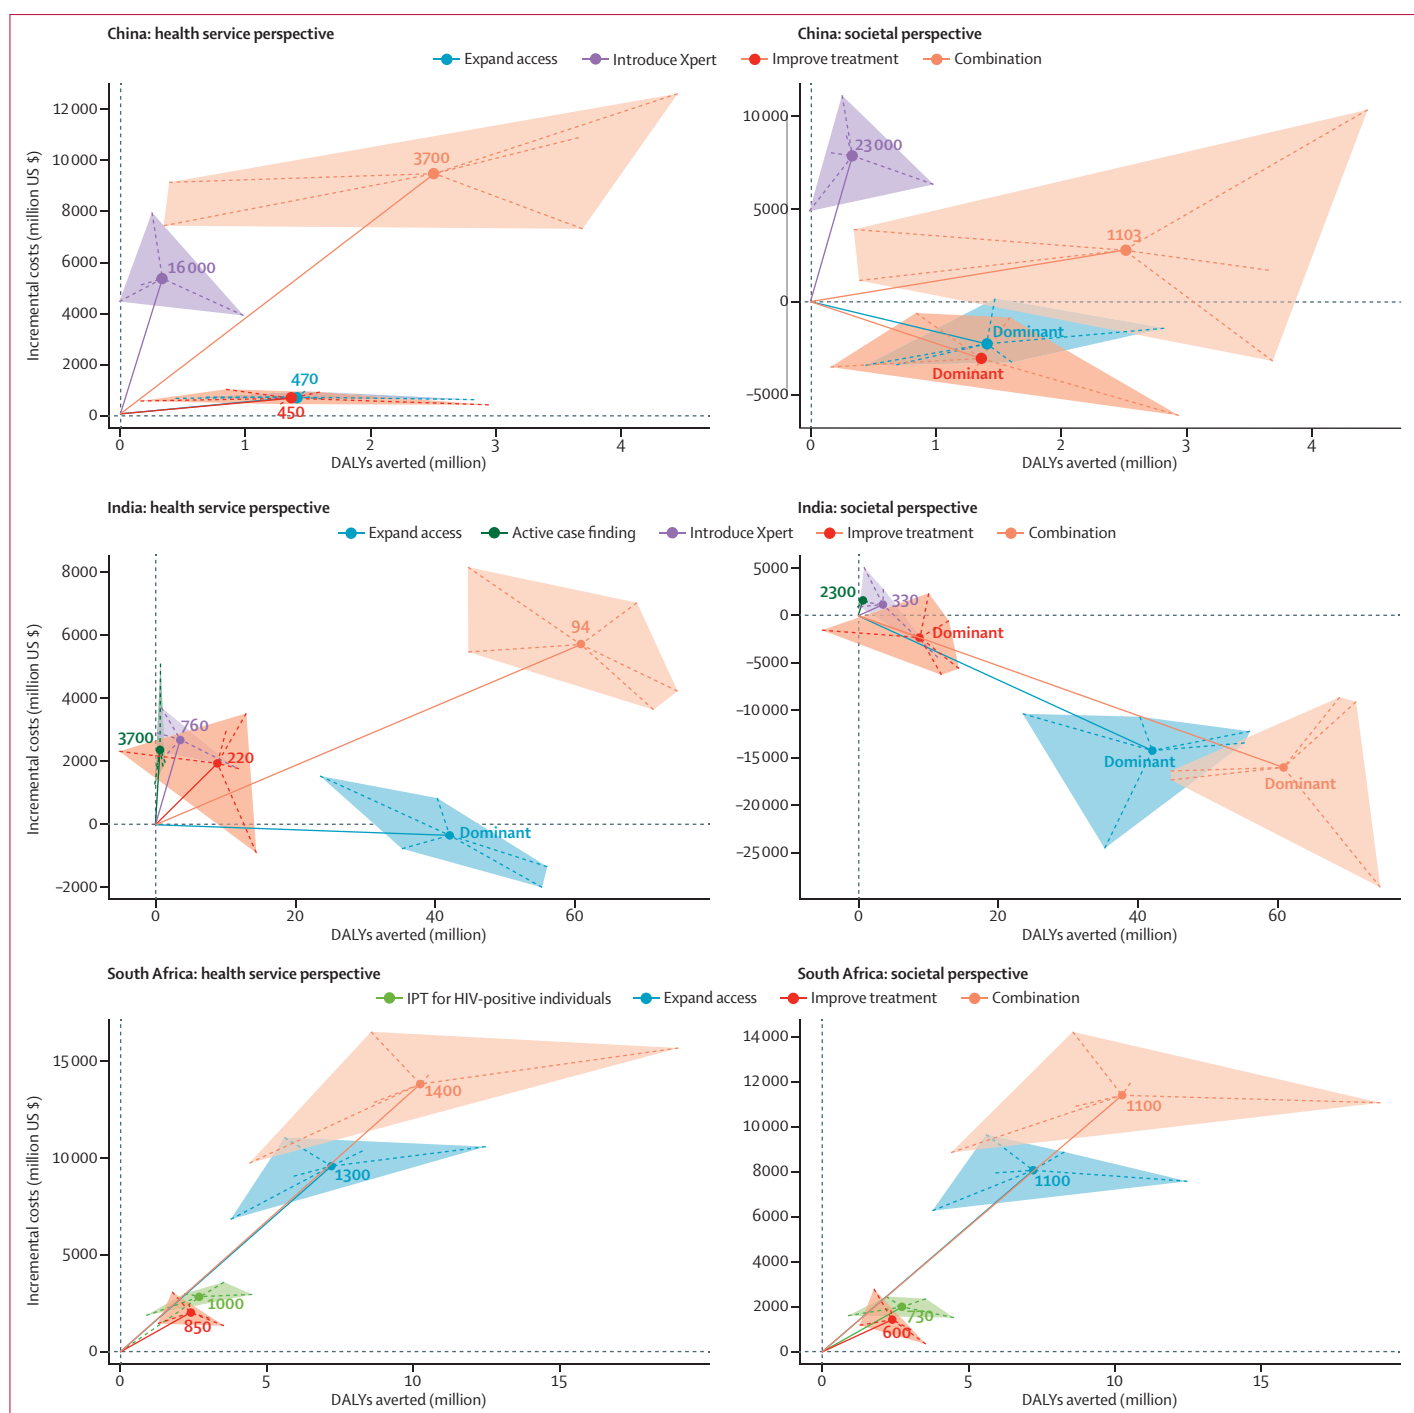 China: health service perspective
China: societal perspective
Expand access
Introduce Xpert
Improve treatment
Combination
Incremental costs (million US $)
12 000
10 000
8000
6000
4000
2000
0
3700
16 000
470
450
0
1
2
3
4
DALYs averted (million)
10 000
5000
0
–5000
23 000
1103
Dominant
Dominant
0
1
2
3
4
DALYs averted (million)
India: health service perspective
India: societal perspective
Expand access
Active case finding
Introduce Xpert
Improve treatment
Combination
Incremental costs (million US $)
8000
6000
4000
2000
0
–2000
94
3700
760
220
Dominant
0
20
40
60
DALYs averted (million)
5000
0
–5000
–10 000
–15 000
–20 000
–25 000
2300
330
Dominant
Dominant
Dominant
0
20
40
60
DALYs averted (million)
South Africa: health service perspective
South Africa: societal perspective
IPT for HIV-positive individuals
Expand access
Improve treatment
Combination
Incremental costs (million US $)
15 000
10 000
5000
0
1400
1300
1000
850
0
5
10
15
DALYs averted (million)
14 000
12 000
10 000
8000
6000
4000
2000
0
1100
1100
730
600
0
5
10
15
DALYs averted (million)